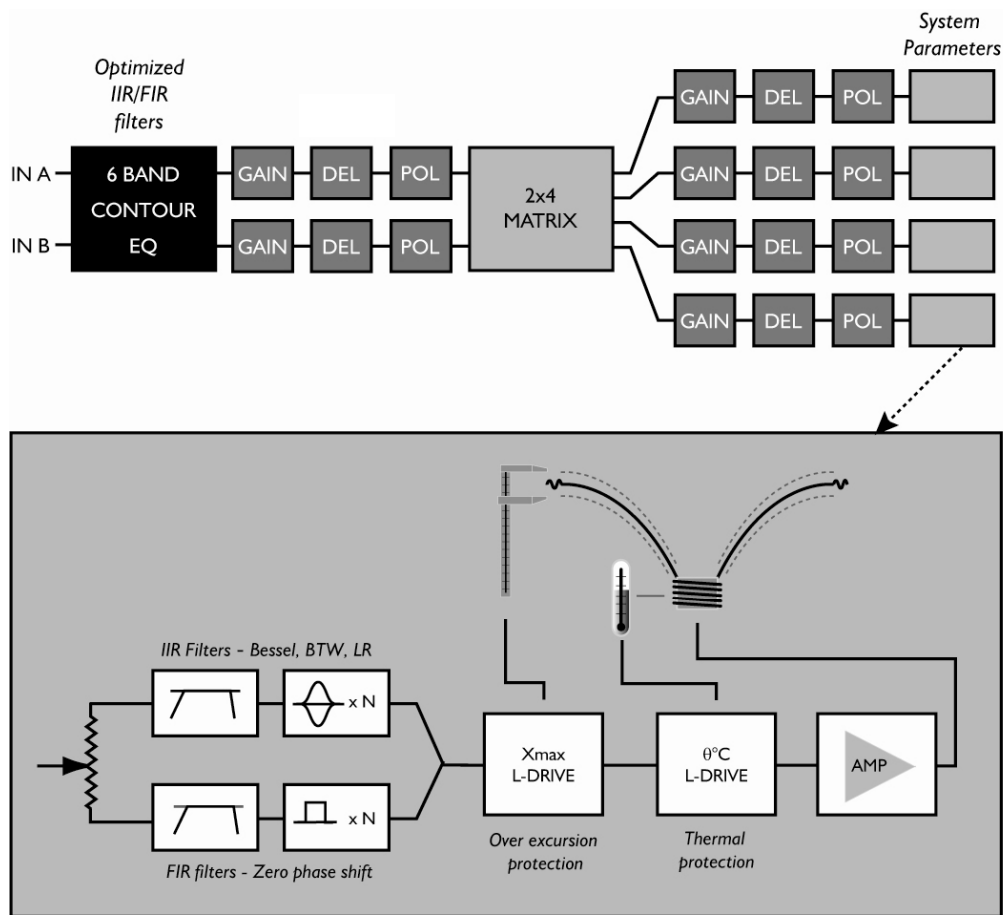 System
Parameters
Optimized
IIR/FIR
filters
GAIN DEL POL
IN A
6 BAND
CONTOUR
EQ
GAIN DEL POL
2x4
MATRIX
GAIN DEL POL
IN B
GAIN DEL POL
GAIN DEL POL
GAIN DEL POL
IIR Filters - Bessel, BTW, LR
x N
Xmax
L-DRIVE
θ°C
L-DRIVE
AMP
x N
Over excursion
protection
Thermal
protection
FIR filters - Zero phase shift